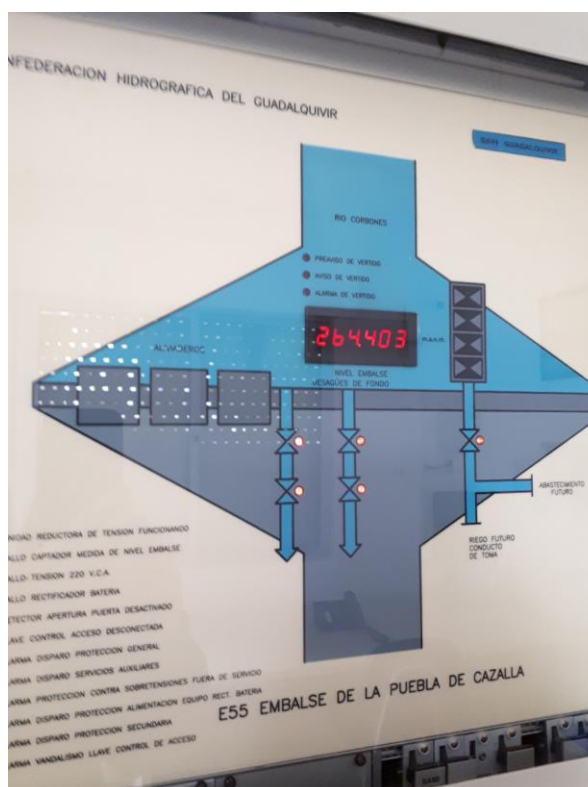 NFEDERACION HIDROGRAFICA DEL GUADALQUIVIR
SAIH GUADALQUIVIR
RIO CORBONES
PREAVISO DE VERTIDO
AVISO DE VERTIDO
ALARMA DE VERTIDO
264.403
m.s.n.m.
ALIVIADEROS
NIVEL EMBALSE
DESAGÜES DE FONDO
ABASTECIMIENTO
FUTURO
RIEGO FUTURO
CONDUCTO
DE TOMA
NIDAD REDUCTORA DE TENSION FUNCIONANDO
ALLO CAPTADOR MEDIDA DE NIVEL EMBALSE
ALLO: TENSION 220 V.C.A.
ALLO RECTIFICADOR BATERIA
ETECTOR APERTURA PUERTA DESACTIVADO
LAVE CONTROL ACCESO DESCONECTADA
ARMA DISPARO PROTECCION GENERAL
ARMA DISPARO SERVICIOS AUXILIARES
ARMA PROTECCION CONTRA SOBRETENSIONES FUERA DE SERVICIO
ARMA DISPARO PROTECCION ALIMENTACION EQUIPO RECT. BATERIA
ARMA DISPARO PROTECCION SECUNDARIA
ARMA VANDALISMO LLAVE CONTROL DE ACCESO
E55 EMBALSE DE LA PUEBLA DE CAZALLA